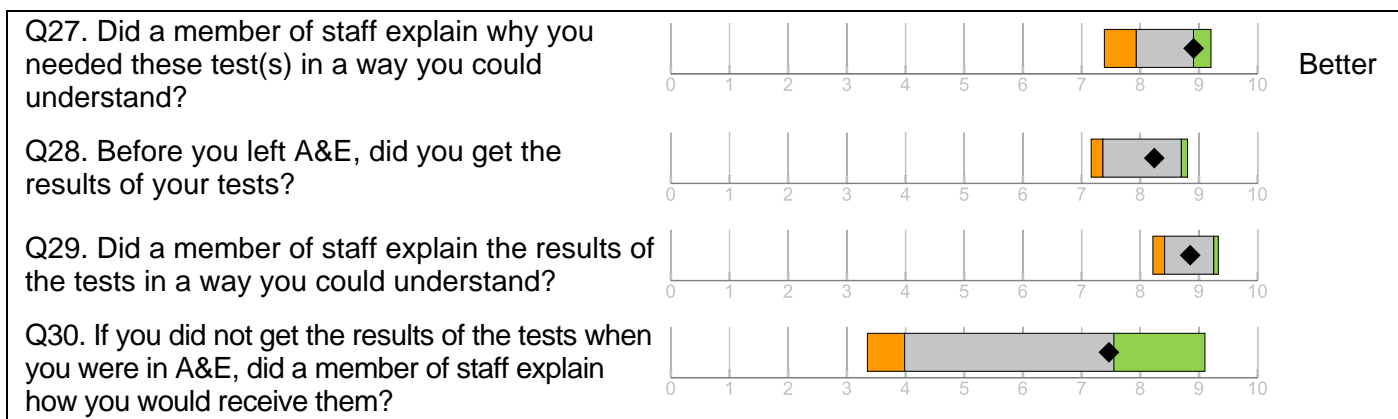 Q27. Did a member of staff explain why you
needed these test(s) in a way you could
understand?
0 1 2 3 4 5 6 7 8 9 10
Better
Q28. Before you left A&E, did you get the
results of your tests?
0 1 2 3 4 5 6 7 8 9 10
Q29. Did a member of staff explain the results of
the tests in a way you could understand?
0 1 2 3 4 5 6 7 8 9 10
Q30. If you did not get the results of the tests when
you were in A&E, did a member of staff explain
how you would receive them?
0 1 2 3 4 5 6 7 8 9 10